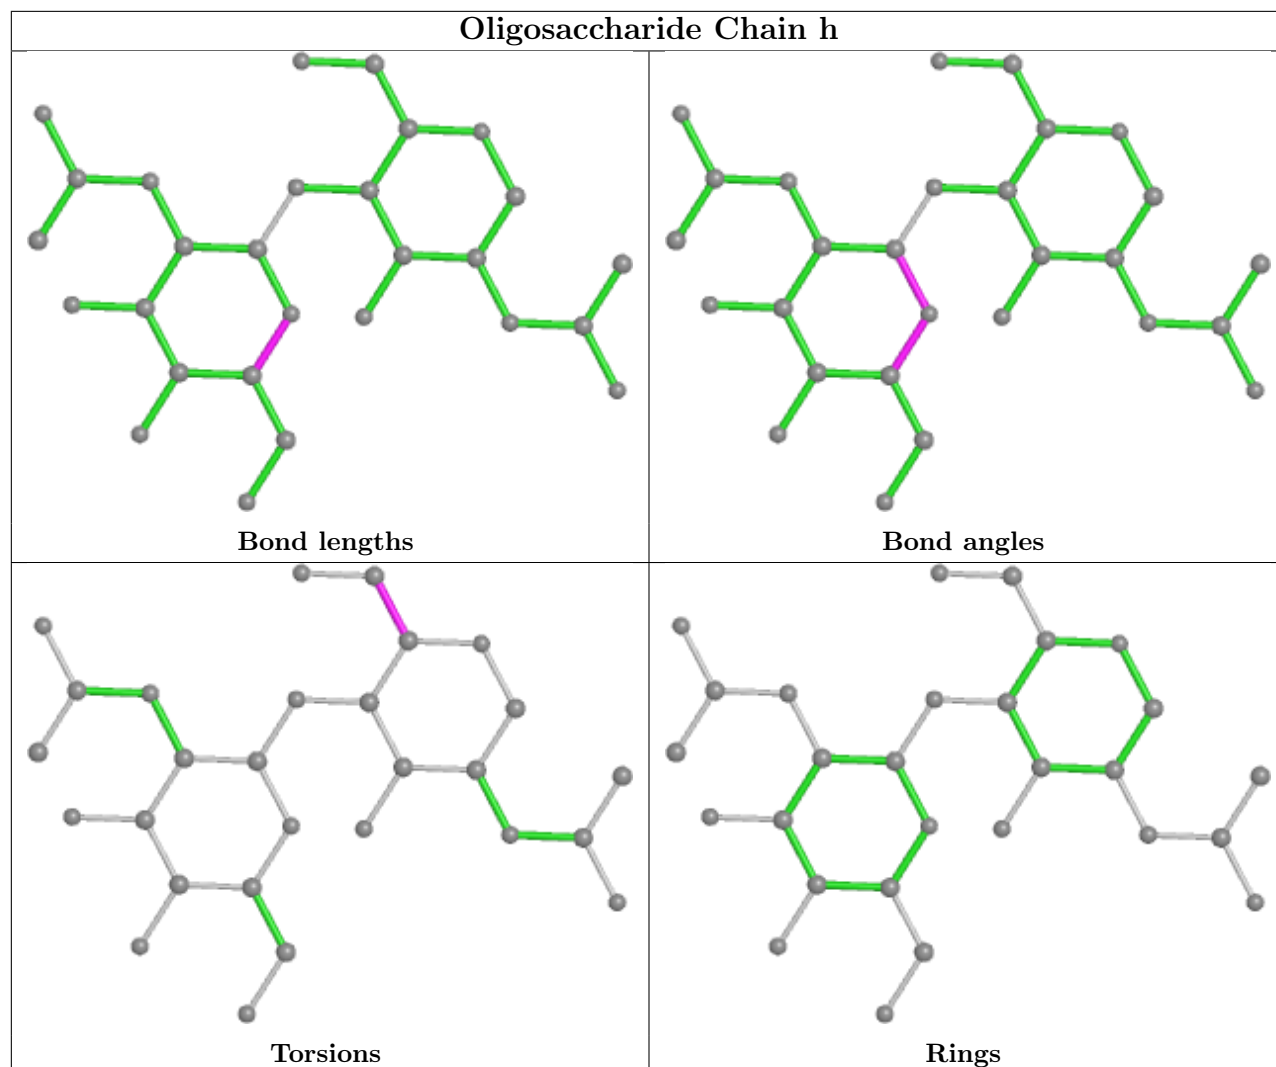 Oligosaccharide Chain h
Bond lengths
Bond angles
Torsions
Rings